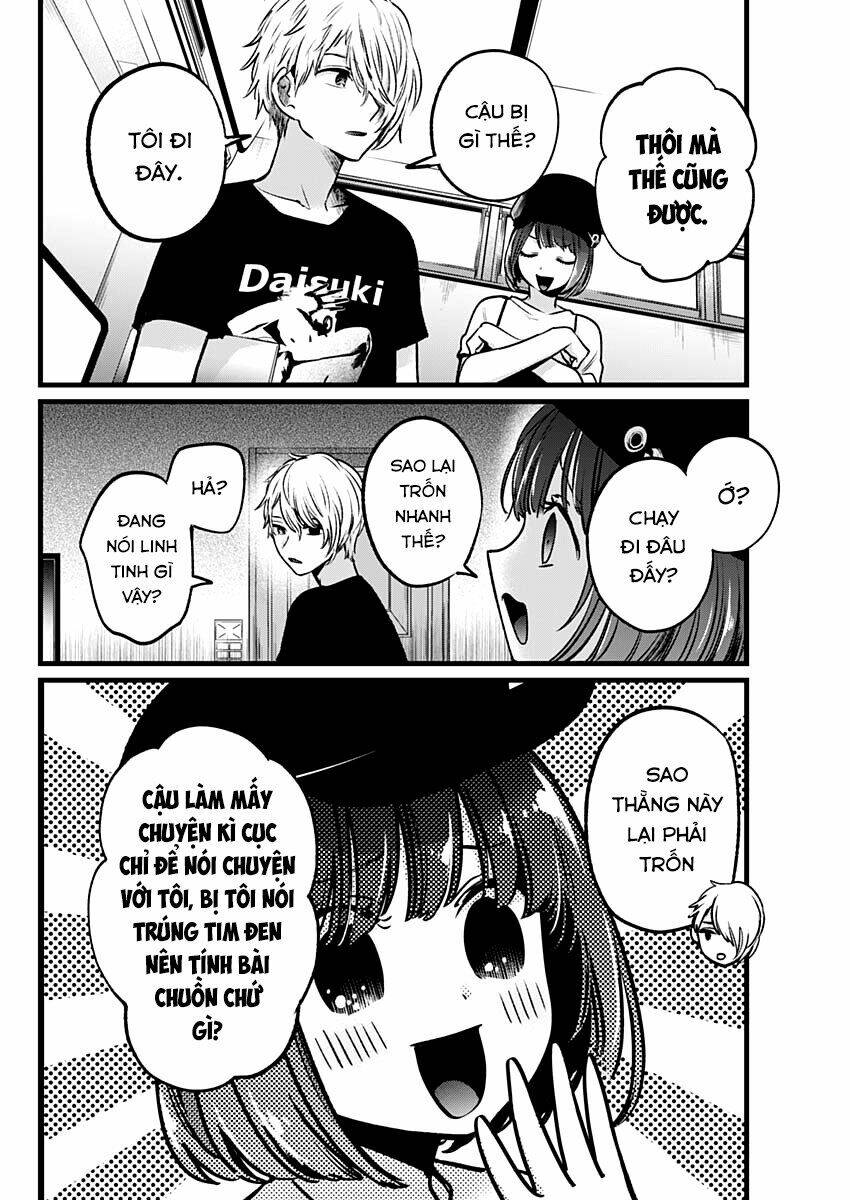 THÔI MÀ
THẾ CŨNG
ĐƯỢC.
CẬU BỊ
GÌ THẾ?
TÔI ĐI
ĐÂY.
Daisuki
Ớ?
CHẠY
ĐI ĐÂU
ĐẤY?
SAO LẠI
TRỐN
NHANH
THẾ?
HẢ?
ĐANG
NÓI LINH
TINH GÌ
VẬY?
SAO
THẰNG NÀY
LẠI PHẢI
TRỐN
CẬU LÀM MẤY
CHUYỆN KÌ CỤC
CHỈ ĐỂ NÓI CHUYỆN
VỚI TÔI, BỊ TÔI NÓI
TRÚNG TIM ĐEN
NÊN TÍNH BÀI
CHUỒN CHỨ
GÌ?